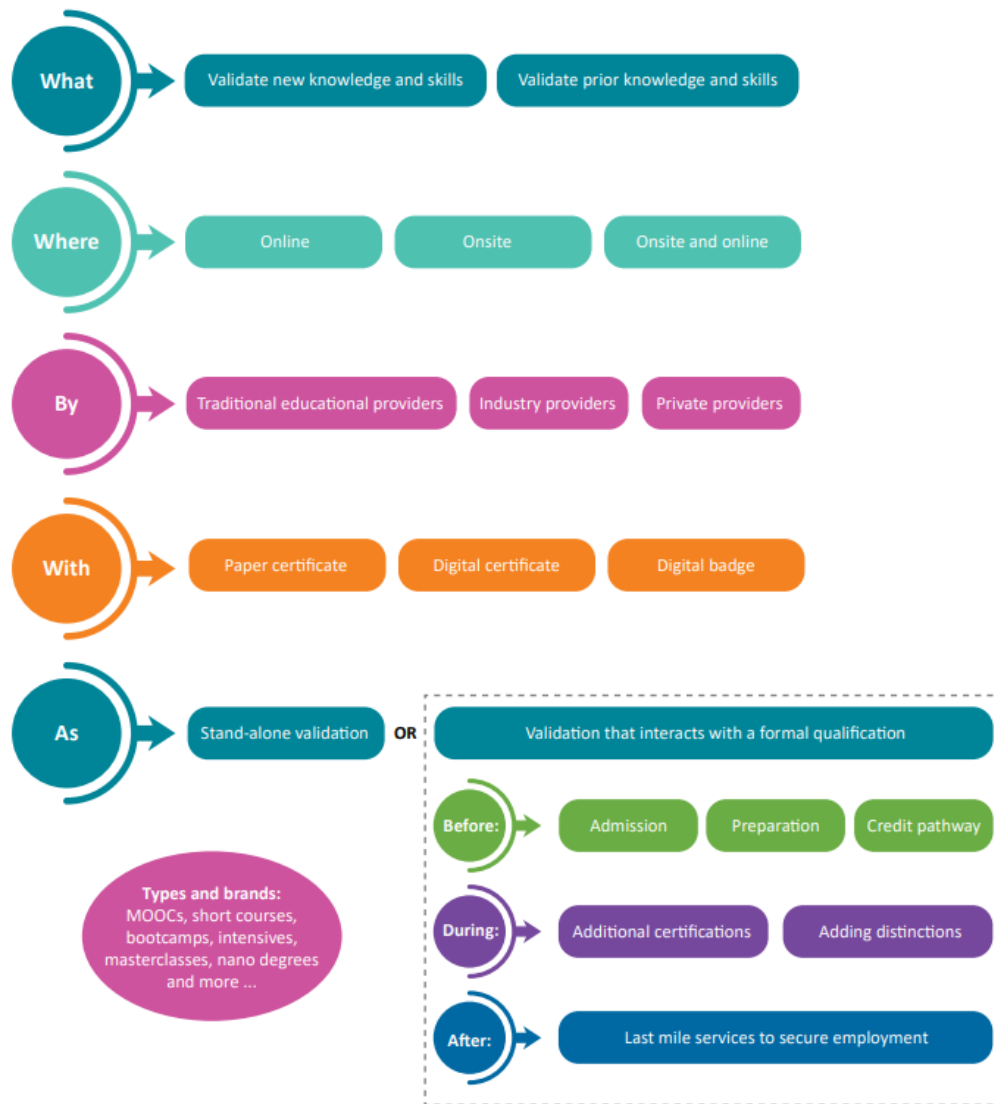 What
Validate new knowledge and skills
Validate prior knowledge and skills
Where
Online
Onsite
Onsite and online
By
Traditional educational providers
Industry providers
Private providers
With
Paper certificate
Digital certificate
Digital badge
As
Stand-alone validation
OR
Validation that interacts with a formal qualification
Before:
Admission
Preparation
Credit pathway
During:
Additional certifications
Adding distinctions
After:
Last mile services to secure employment
Types and brands:
MOOCs, short courses,
bootcamps, intensives,
masterclasses, nano degrees
and more ...